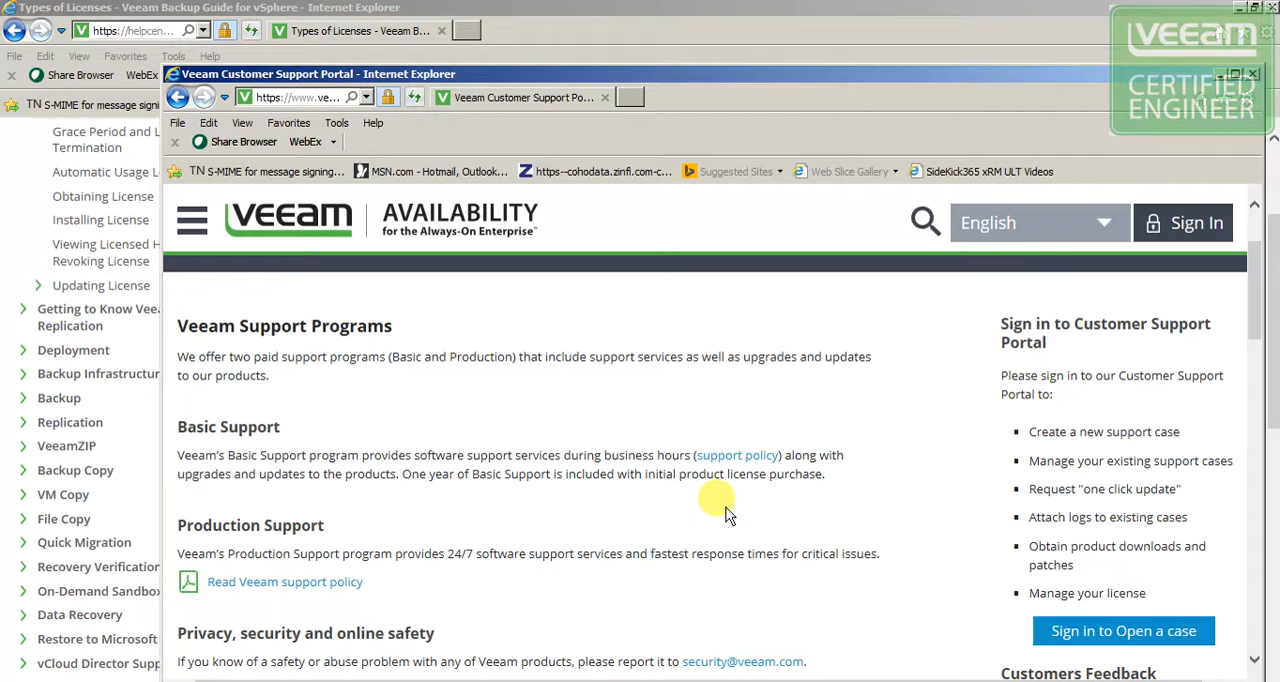 Types of Licenses - Veeam Backup Guide for vSphere - Internet Explorer
https://helpcen...
Types of Licenses - Veeam B...
File Edit View Favorites Tools Help
Share Browser WebEx
TN S-MIME for message signi
Grace Period and L
Termination
Automatic Usage
Obtaining License
Installing License
Viewing Licensed H
Revoking License
Updating License
Getting to Know Veea
Replication
Deployment
Backup Infrastructur
Backup
Replication
VeeamZIP
Backup Copy
VM Copy
File Copy
Quick Migration
Recovery Verification
On-Demand Sandbox
Data Recovery
Restore to Microsoft
vCloud Director Supp
Veeam Customer Support Portal - Internet Explorer
https://www.ve...
Veeam Customer Support Po...
File Edit View Favorites Tools Help
Share Browser WebEx
TN S-MIME for message signing... MSN.com - Hotmail, Outlook... https--cohodata.zinfi.com-c... Suggested Sites Web Slice Gallery SideKick365 xRM ULT Videos
veeam
CERTIFIED
ENGINEER
veeam
AVAILABILITY
for the Always-On Enterprise™
English
Sign In
Veeam Support Programs
We offer two paid support programs (Basic and Production) that include support services as well as upgrades and updates
to our products.
Basic Support
Veeam's Basic Support program provides software support services during business hours (support policy) along with
upgrades and updates to the products. One year of Basic Support is included with initial product license purchase.
Production Support
Veeam's Production Support program provides 24/7 software support services and fastest response times for critical issues.
Read Veeam support policy
Privacy, security and online safety
If you know of a safety or abuse problem with any of Veeam products, please report it to security@veeam.com.
Sign in to Customer Support
Portal
Please sign in to our Customer Support
Portal to:
Create a new support case
Manage your existing support cases
Request "one click update"
Attach logs to existing cases
Obtain product downloads and
patches
Manage your license
Sign in to Open a case
Customers Feedback